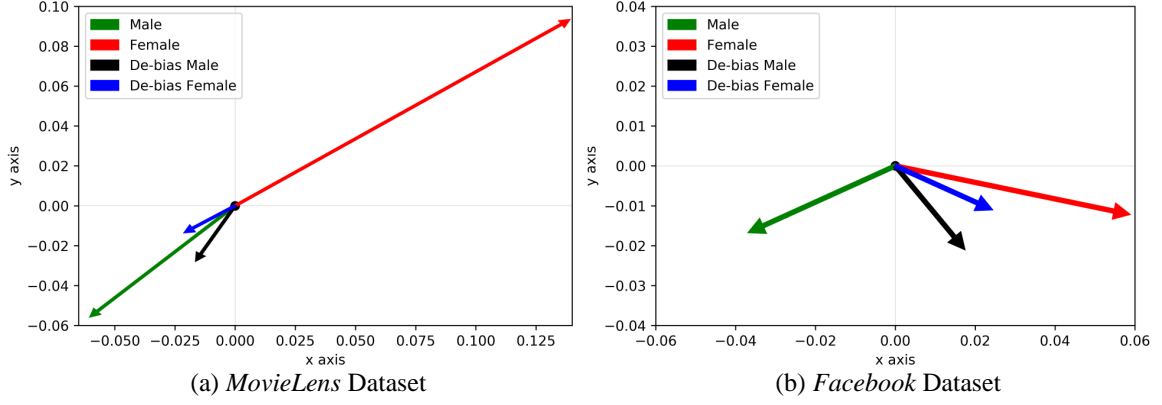 Male
Female
De-bias Male
De-bias Female
0.10
0.08
0.06
0.04
0.02
0.00
−0.02
−0.04
−0.06
y axis
−0.050 −0.025 0.000 0.025 0.050 0.075 0.100 0.125
x axis
(a) MovieLens Dataset
Male
Female
De-bias Male
De-bias Female
0.04
0.03
0.02
0.01
0.00
−0.01
−0.02
−0.03
−0.04
y axis
−0.06 −0.04 −0.02 0.00 0.02 0.04 0.06
x axis
(b) Facebook Dataset